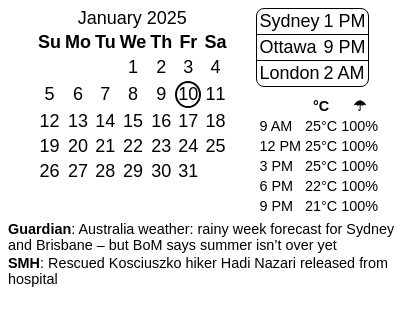 January 2025
Su Mo Tu We Th Fr Sa
1 2 3 4
5 6 7 8 9 10 11
12 13 14 15 16 17 18
19 20 21 22 23 24 25
26 27 28 29 30 31
Sydney 1 PM
Ottawa 9 PM
London 2 AM
°C ☂
9 AM 25°C 100%
12 PM 25°C 100%
3 PM 25°C 100%
6 PM 22°C 100%
9 PM 21°C 100%
Guardian: Australia weather: rainy week forecast for Sydney
and Brisbane – but BoM says summer isn’t over yet
SMH: Rescued Kosciuszko hiker Hadi Nazari released from
hospital